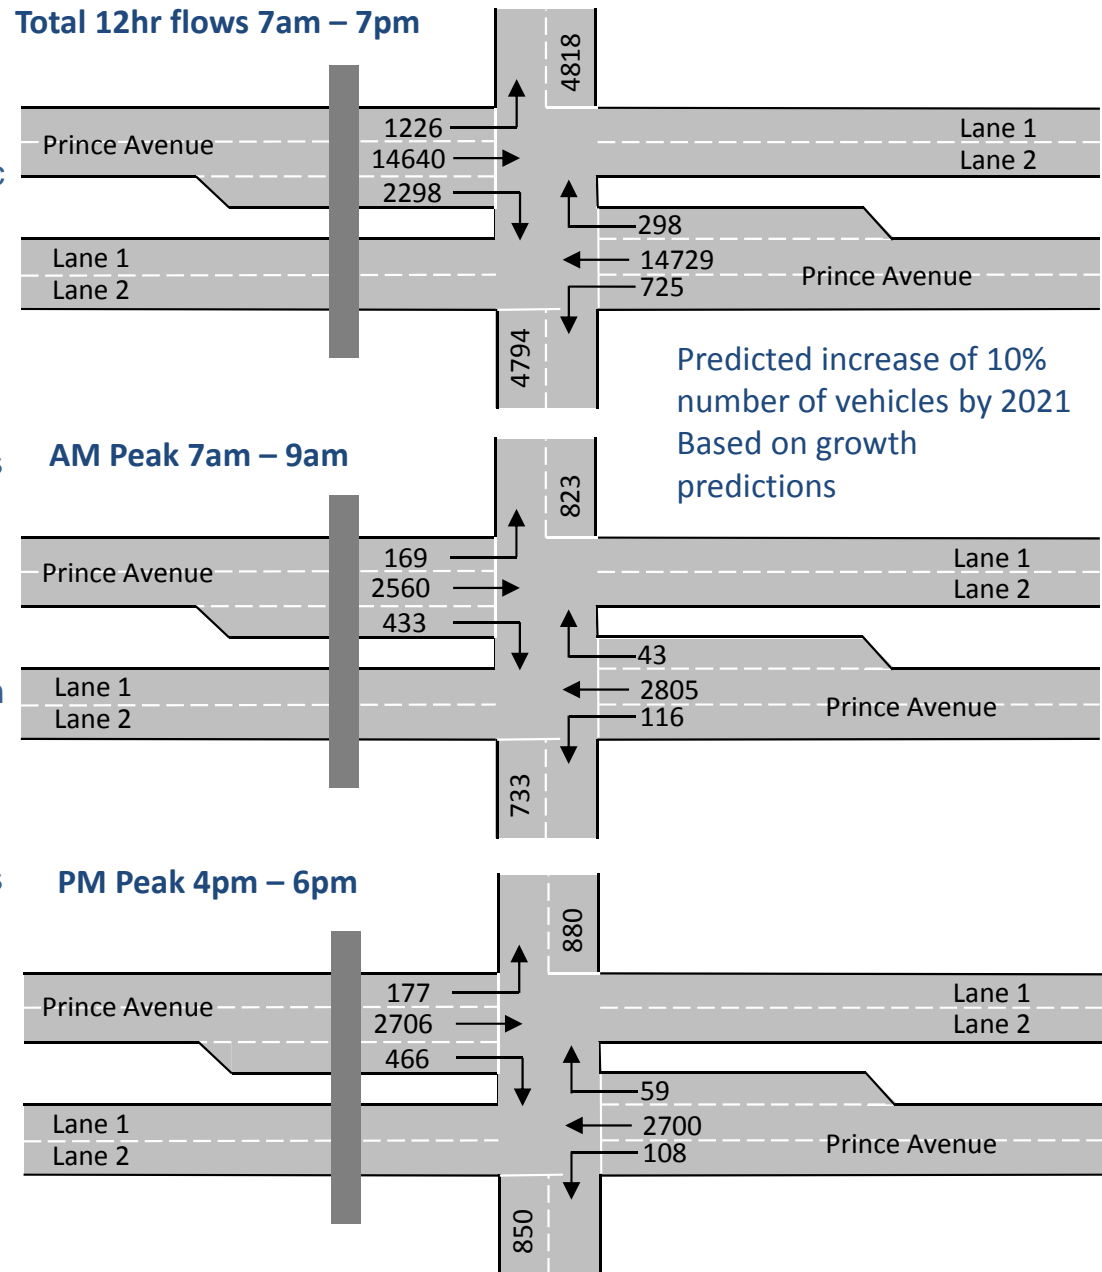 Total 12hr flows 7am – 7pm
4818
1226
Prince Avenue
14640
2298
Lane 1
Lane 2
298
Lane 1
14729
Prince Avenue
Lane 2
725
4794
Predicted increase of 10%
number of vehicles by 2021
Based on growth
predictions
AM Peak 7am – 9am
823
169
Prince Avenue
2560
433
Lane 1
Lane 2
43
Lane 1
2805
Prince Avenue
Lane 2
116
733
PM Peak 4pm – 6pm
880
177
Prince Avenue
2706
466
Lane 1
Lane 2
59
Lane 1
2700
Prince Avenue
Lane 2
108
850